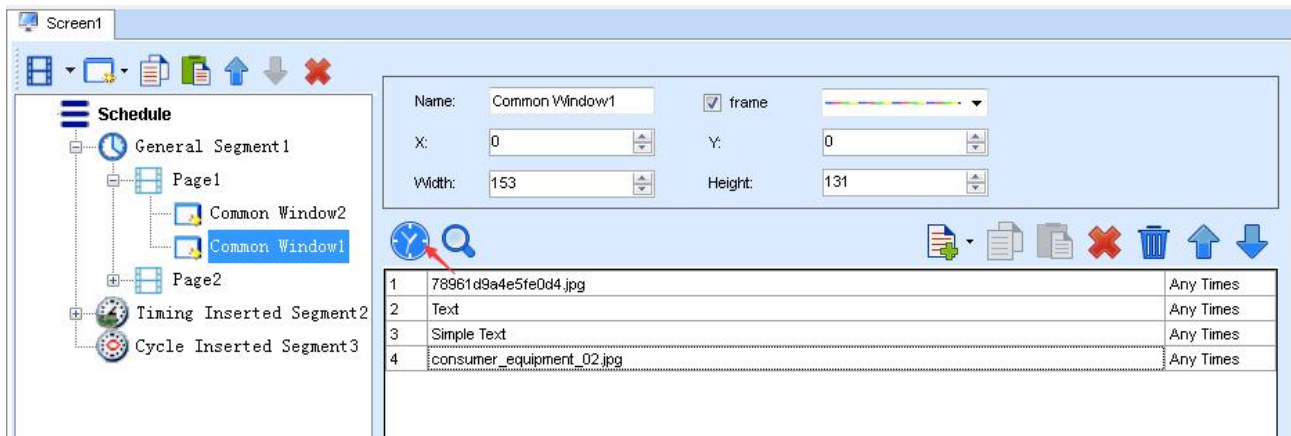 Screen1
Schedule
General Segment1
Page1
Common Window2
Common Window1
Page2
Timing Inserted Segment2
Cycle Inserted Segment3
Name: Common Window1 frame
X: 0 Y: 0
Width: 153 Height: 131
1 78961d9a4e5fe0d4.jpg Any Times
2 Text Any Times
3 Simple Text Any Times
4 consumer_equipment_02.jpg Any Times